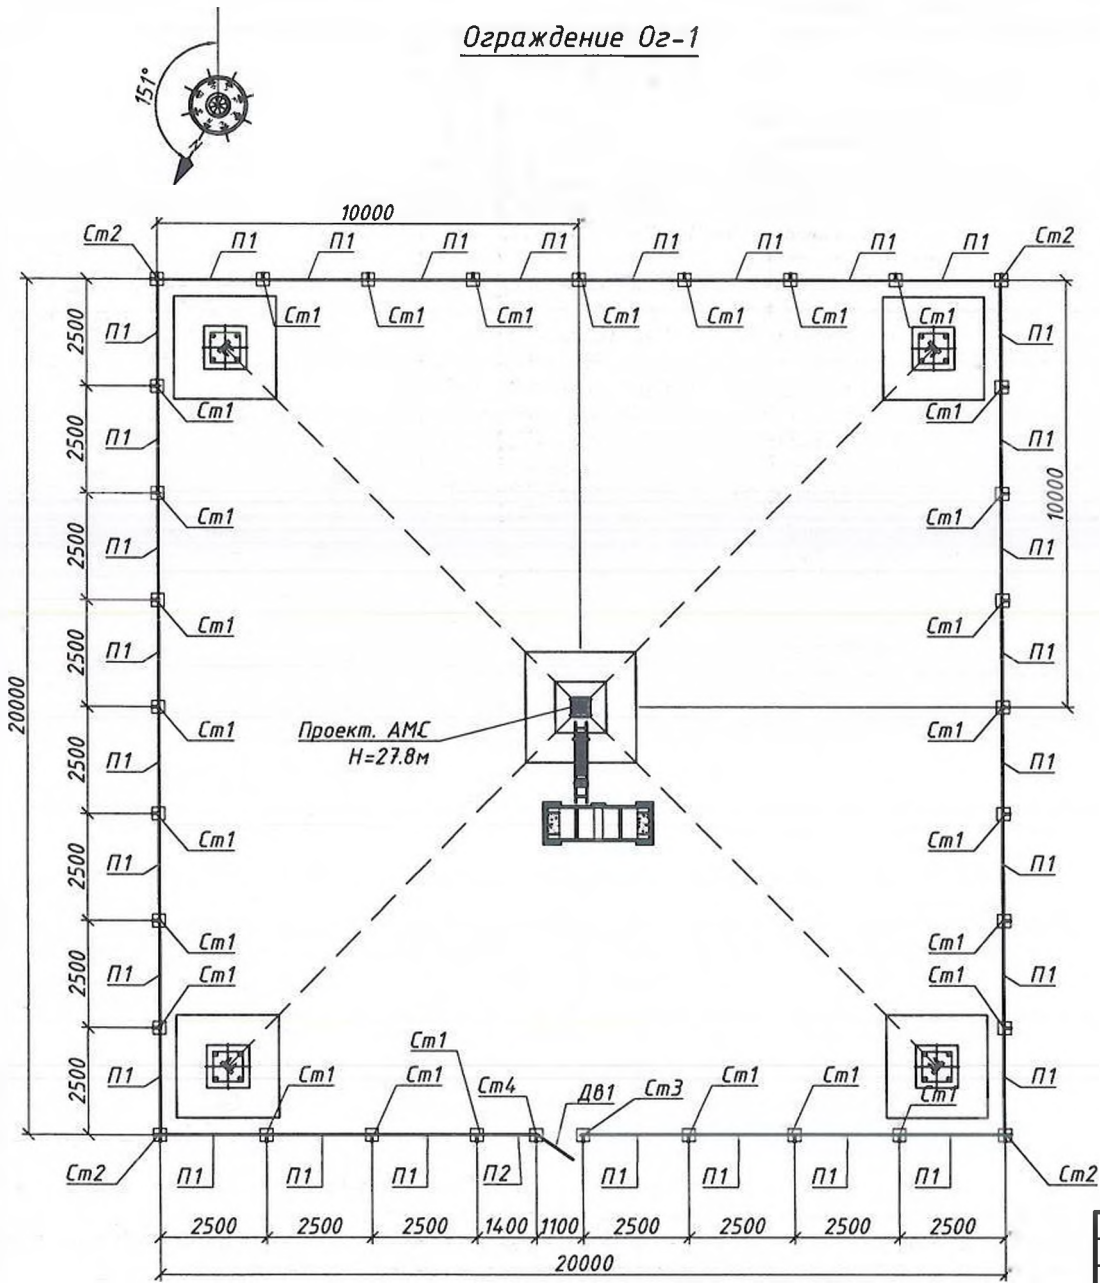 Ограждение Ог-1
151°
N
10000
Ст2 П1 П1 П1 П1 П1 П1 П1 П1 Ст2
Ст1 Ст1 Ст1 Ст1 Ст1 Ст1 Ст1
2500 П1 П1
Ст1 Ст1
2500 П1 П1
10000
Ст1 Ст1
2500 П1 П1
Ст1 Ст1
2500 П1 П1
20000
Ст1 Ст1
Проект. АМС
Н=27.8м
2500 П1 П1
Ст1 Ст1
2500 П1 П1
Ст1 Ст1
2500 П1 Ст1 Ст1 П1
2500 П1 П1
Ст1 Ст1 Ст1 Ст4 ДВ1 Ст3 Ст1 Ст1 Ст1
Ст2 П1 П1 П1 П2 П1 П1 П1 П1 Ст2
2500 2500 2500 1400 1100 2500 2500 2500 2500
20000